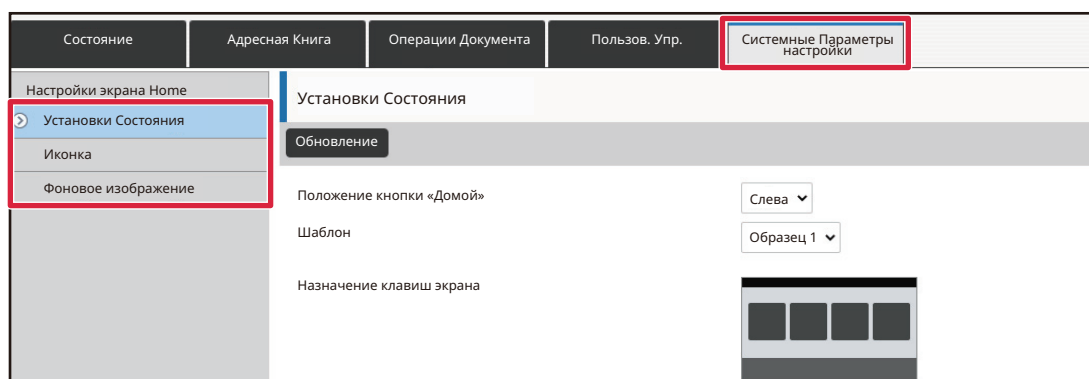 Состояние
Адресная Книга
Операции Документа
Пользов. Упр.
Системные Параметры
настройки
Настройки экрана Home
Установки Состояния
Иконка
Фоновое изображение
Установки Состояния
Обновление
Положение кнопки «Домой»
Слева
Шаблон
Образец 1
Назначение клавиш экрана